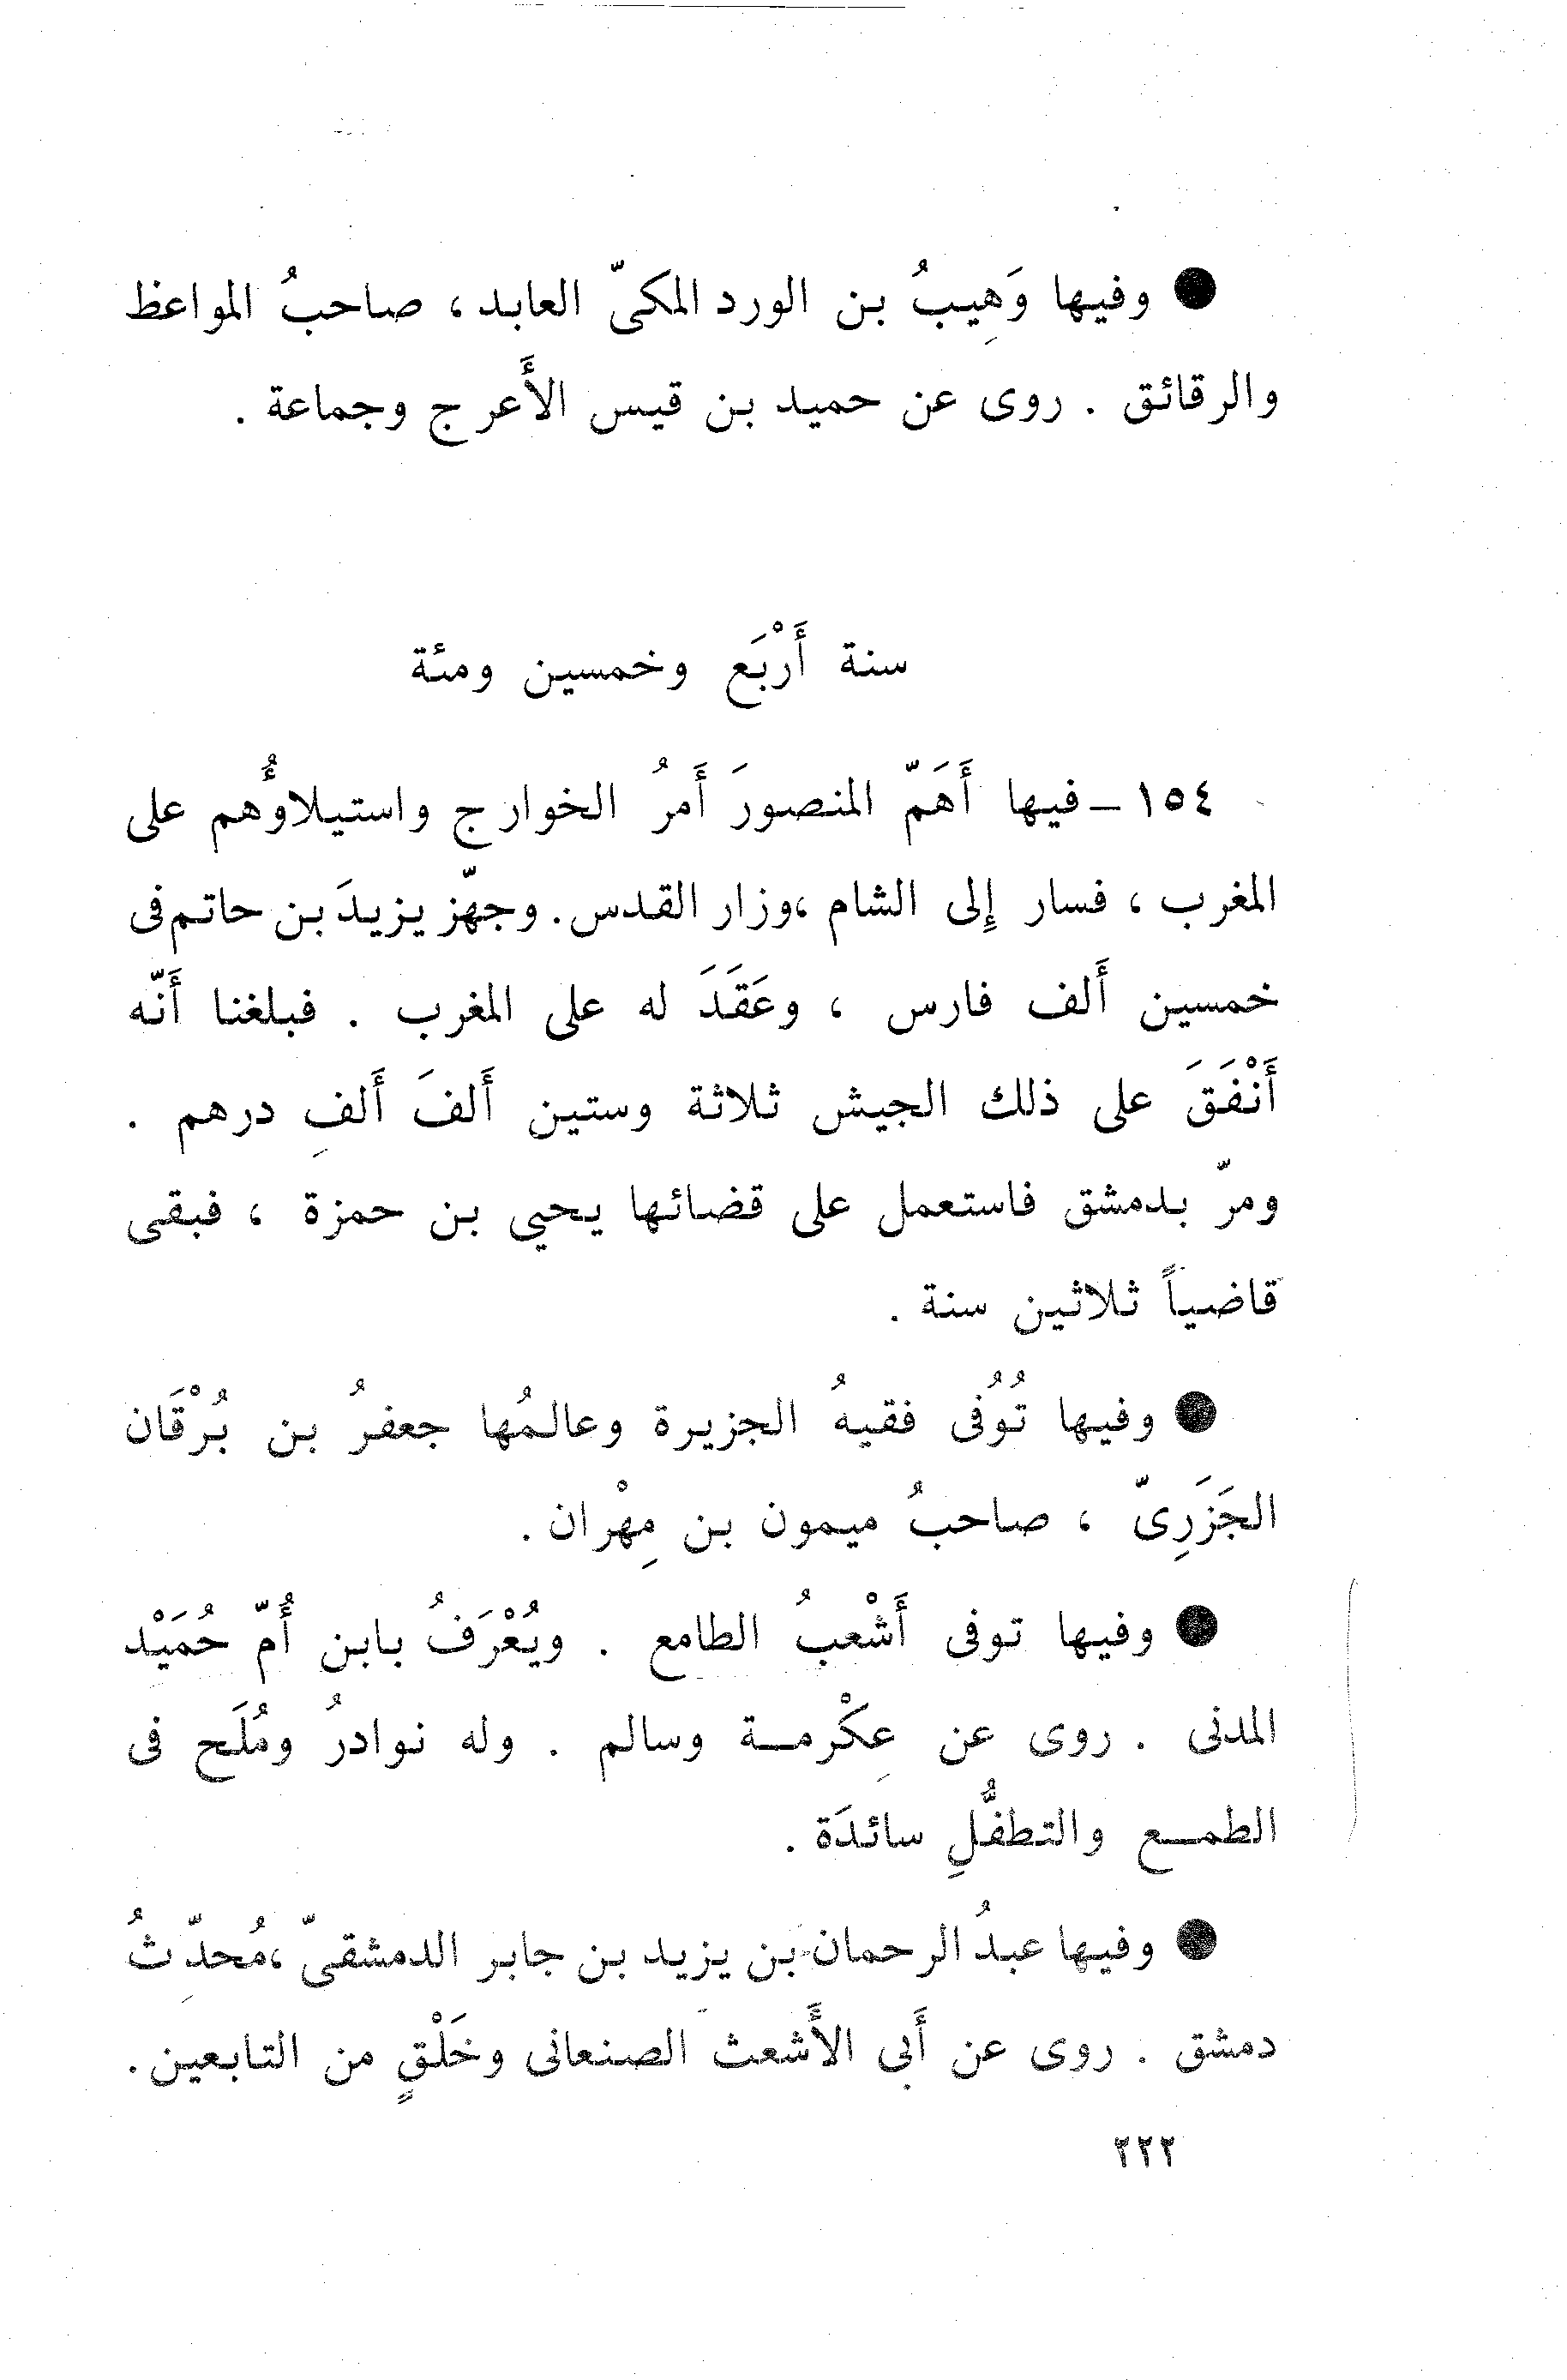 ● وفيها وَهِيبُ بن الورد المكىّ العابد ، صاحبُ المواعظ
والرقائق . روى عن حميد بن قيس الأَعرج وجماعة .
سنة أَرْبَع وخمسين ومئة
١٥٤ – فيها أَهَمّ المنصورَ أَمرُ الخوارج واستيلاؤُهم على
المغرب ، فسار إلى الشام ،وزار القدس. وجهّز يزيدَ بن حاتم فى
خمسين أَلف فارس ، وعَقَدَ له على المغرب . فبلغنا أَنّه
أَنْفَقَ على ذلك الجيش ثلاثة وستين أَلفَ أَلفِ درهم .
ومرّ بدمشق فاستعمل على قضائها يحيي بن حمزة ، فبقى
قاضياً ثلاثين سنة .
● وفيها تُوُفى فقيهُ الجزيرة وعالمُها جعفرُ بن بُرْقَان
الجَزَرِىّ ، صاحبُ ميمون بن مِهْران .
● وفيها توفى أَشْعبُ الطامع . ويُعْرَفُ بابن أُمّ حُمَيْد
المدنى . روى عن عِكْرمـة وسالم . وله نوادرُ ومُلَح فى
الطمـع والتطفُّلِ سائدَة .
● وفيها عبدُ الرحمان بن يزيد بن جابر الدمشقىّ ،مُحدِّثُ
دمشق . روى عن أَبى الأَشعث الصنعانى وخَلْقٍ من التابعين .
٢٢٢